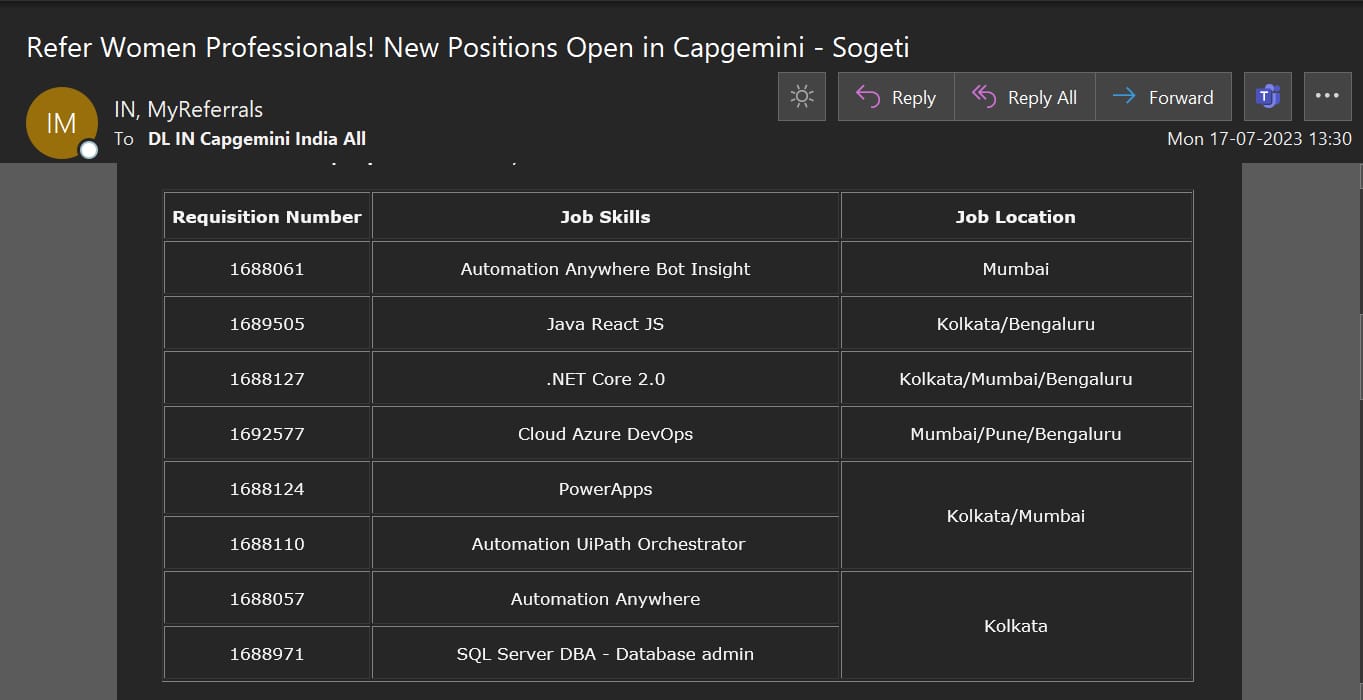 Refer Women Professionals! New Positions Open in Capgemini - Sogeti
IM
IN, MyReferrals
To DL IN Capgemini India All
Reply
Reply All
Forward
T
Mon 17-07-2023 13:30
Requisition Number Job Skills Job Location
1688061 Automation Anywhere Bot Insight Mumbai
1689505 Java React JS Kolkata/Bengaluru
1688127 .NET Core 2.0 Kolkata/Mumbai/Bengaluru
1692577 Cloud Azure DevOps Mumbai/Pune/Bengaluru
1688124 PowerApps
Kolkata/Mumbai
1688110 Automation UiPath Orchestrator
1688057 Automation Anywhere
Kolkata
1688971 SQL Server DBA - Database admin